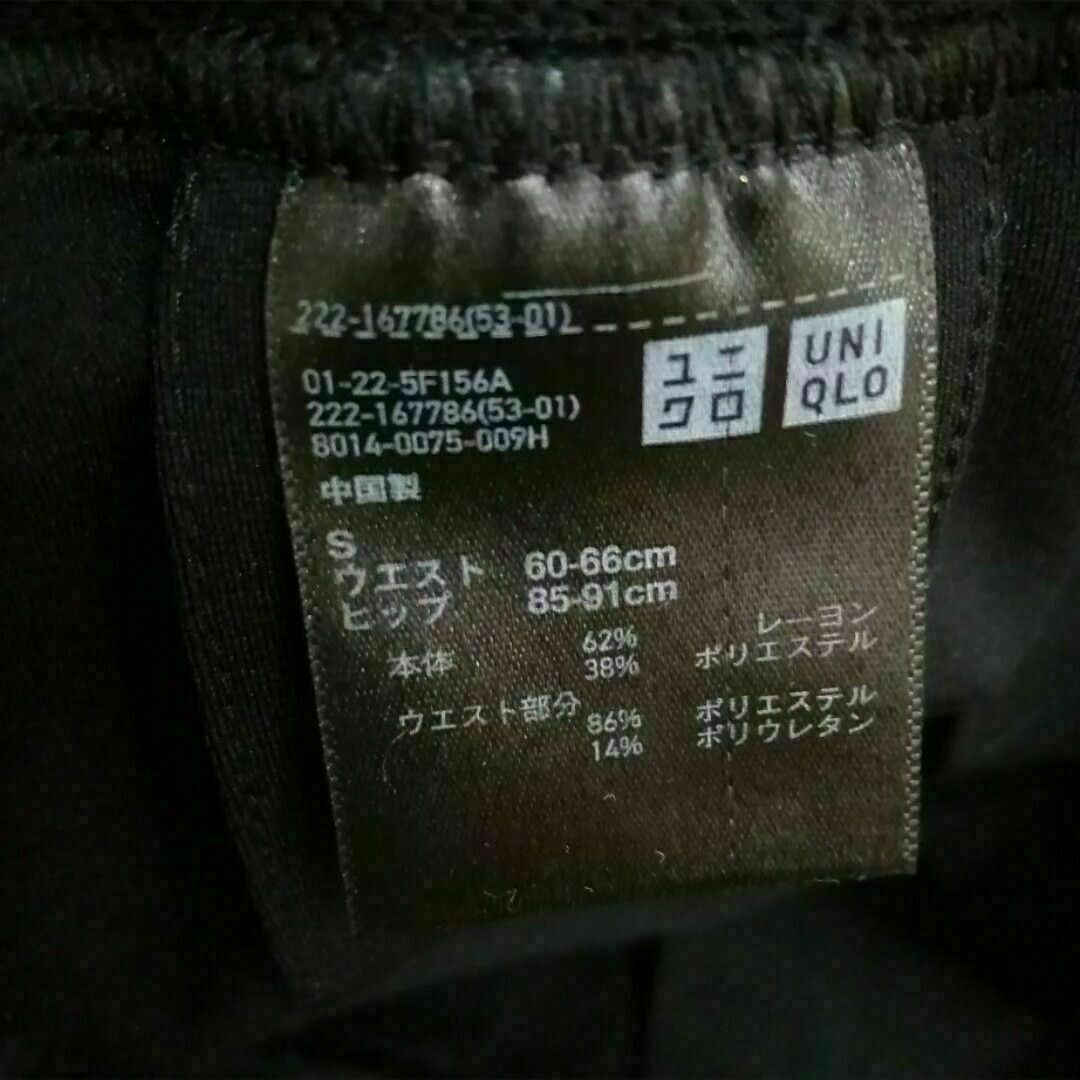 222-167786(53-01)
01-22-5F156A
222-167786(53-01)
8014-0075-009H
ユニクロ
UNIQLO
中国製
S
ウエスト 60-66cm
ヒップ 85-91cm
本体 62% レーヨン
38% ポリエステル
ウエスト部分 86% ポリエステル
14% ポリウレタン